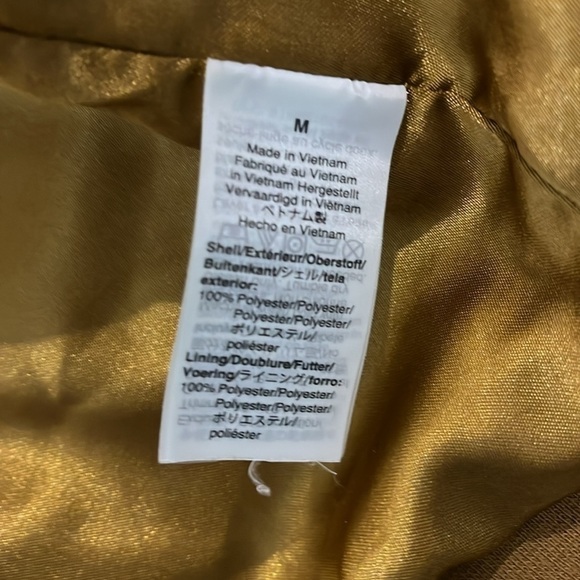 M
Made in Vietnam
Fabriqué au Vietnam
in Vietnam Hergestellt
Vervaardigd in Viëtnam
ベトナム製
Hecho en Vietnam
Shell/Extérieur/Oberstoff/
Buitenkant/シェル/tela
exterior:
100% Polyester/Polyester/
Polyester/Polyester/
ポリエステル/
poliéster
Lining/Doublure/Futter/
Voering/ライニング/forro:
100% Polyester/Polyester/
Polyester/Polyester/
ポリエステル/
poliéster